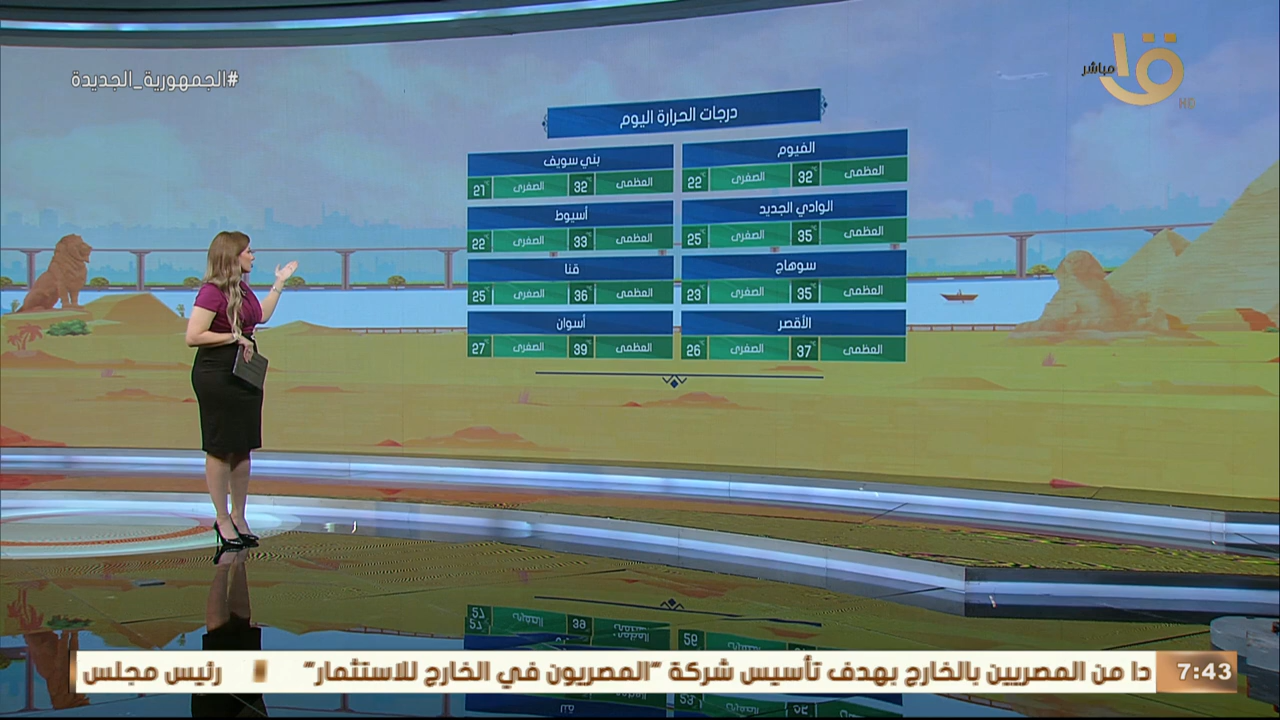 #الجمهورية_الجديدة
مباشر
HD
درجات الحرارة اليوم
الفيوم
العظمى 32° الصغرى 22°
بني سويف
العظمى 32° الصغرى 21°
الوادي الجديد
العظمى 35° الصغرى 25°
أسيوط
العظمى 33° الصغرى 22°
سوهاج
العظمى 35° الصغرى 23°
قنا
العظمى 36° الصغرى 25°
الأقصر
العظمى 37° الصغرى 26°
أسوان
العظمى 39° الصغرى 27°
7:43
دا من المصريين بالخارج بهدف تأسيس شركة "المصريون في الخارج للاستثمار" رئيس مجلس